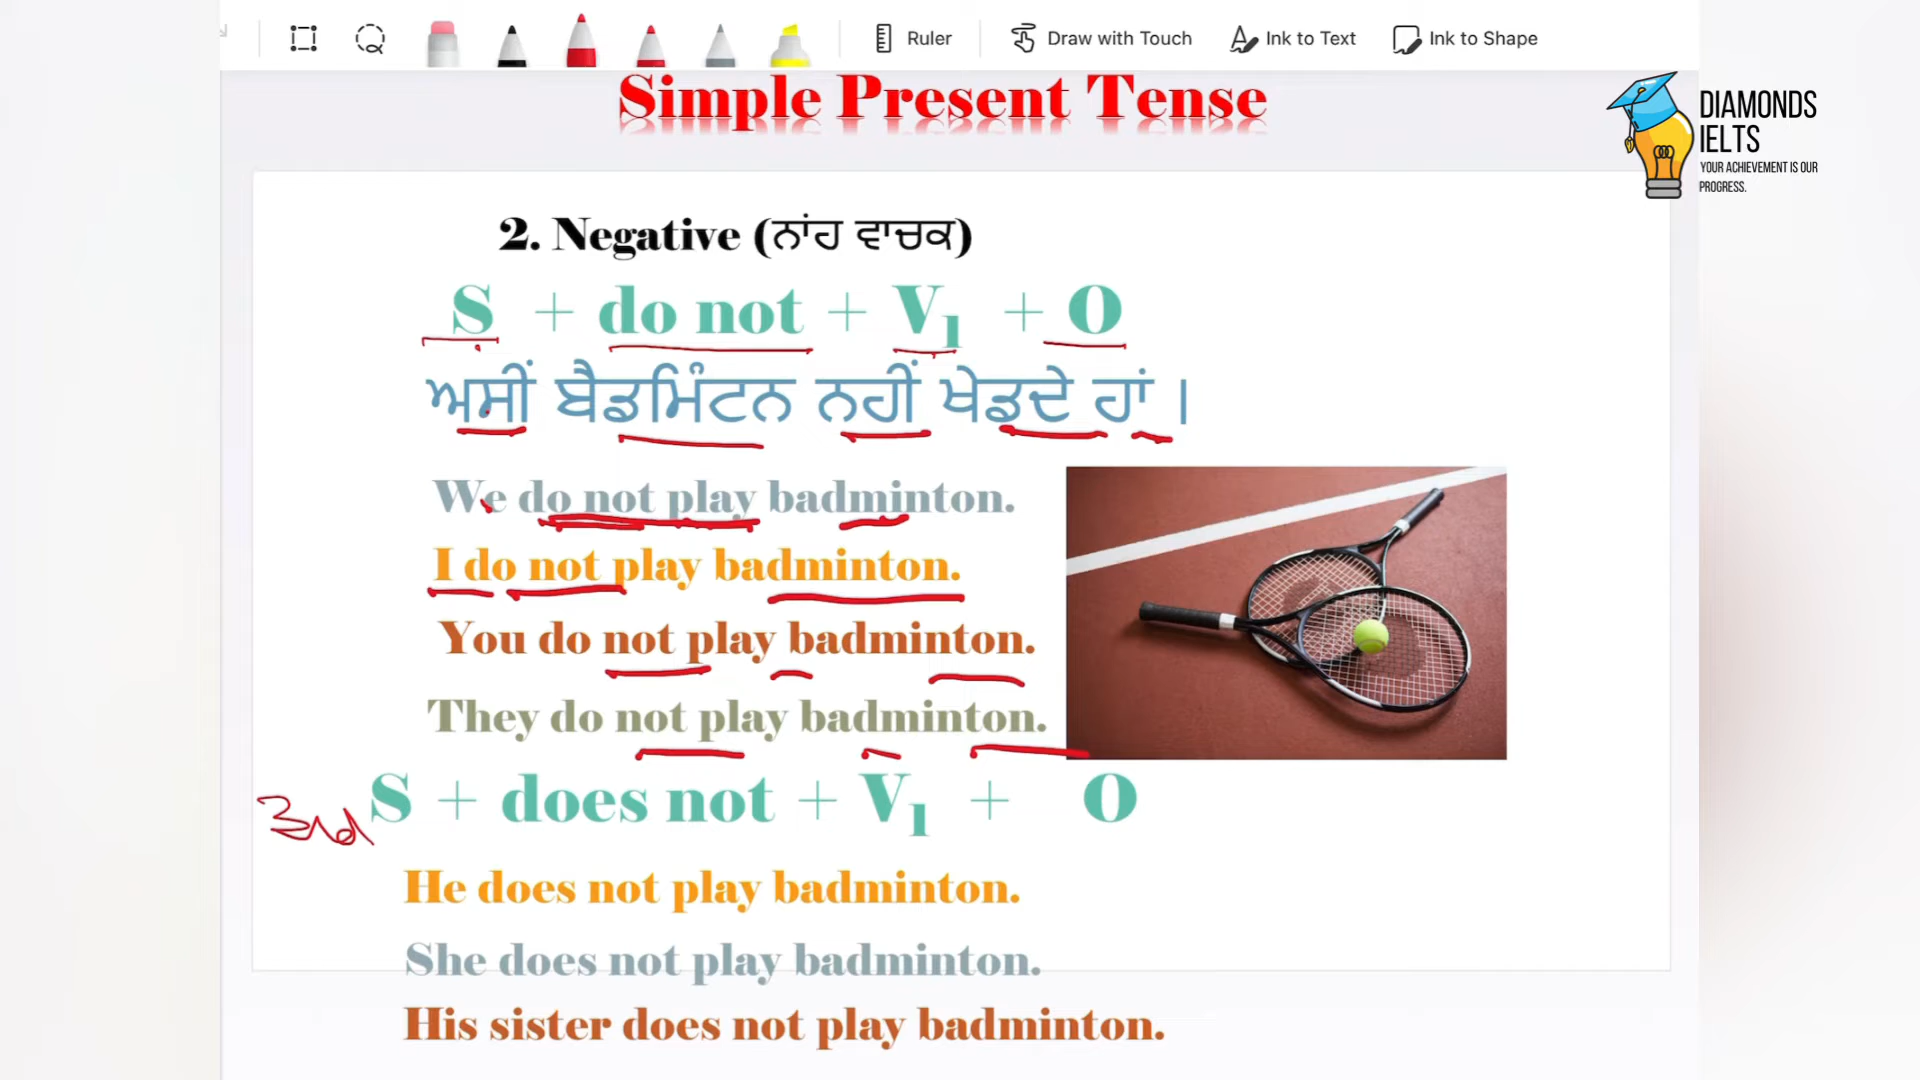 Ruler Draw with Touch Ink to Text Ink to Shape
Simple Present Tense
DIAMONDS
IELTS
YOUR ACHIEVEMENT IS OUR
PROGRESS.
2. Negative (ਨਾਂਹ ਵਾਚਕ)
S + do not + V1 + O
ਅਸੀਂ ਬੈਡਮਿੰਟਨ ਨਹੀਂ ਖੇਡਦੇ ਹਾਂ |
We do not play badminton.
I do not play badminton.
You do not play badminton.
They do not play badminton.
3rd S + does not + V1 + O
He does not play badminton.
She does not play badminton.
His sister does not play badminton.